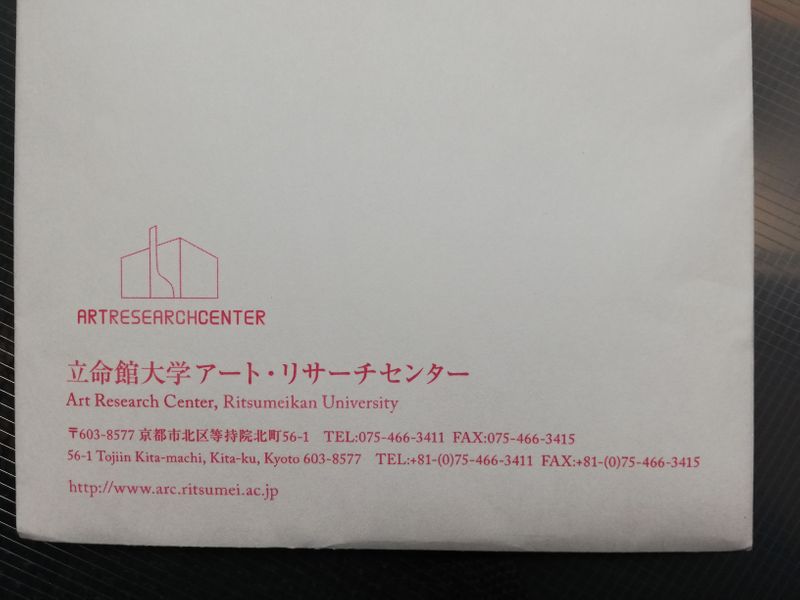 ARTRESEARCHCENTER
立命館大学アート・リサーチセンター
Art Research Center, Ritsumeikan University
〒603-8577 京都市北区等持院北町56-1 TEL:075-466-3411 FAX:075-466-3415
56-1 Tojiin Kita-machi, Kita-ku, Kyoto 603-8577 TEL:+81-(0)75-466-3411 FAX:+81-(0)75-466-3415
http://www.arc.ritsumei.ac.jp